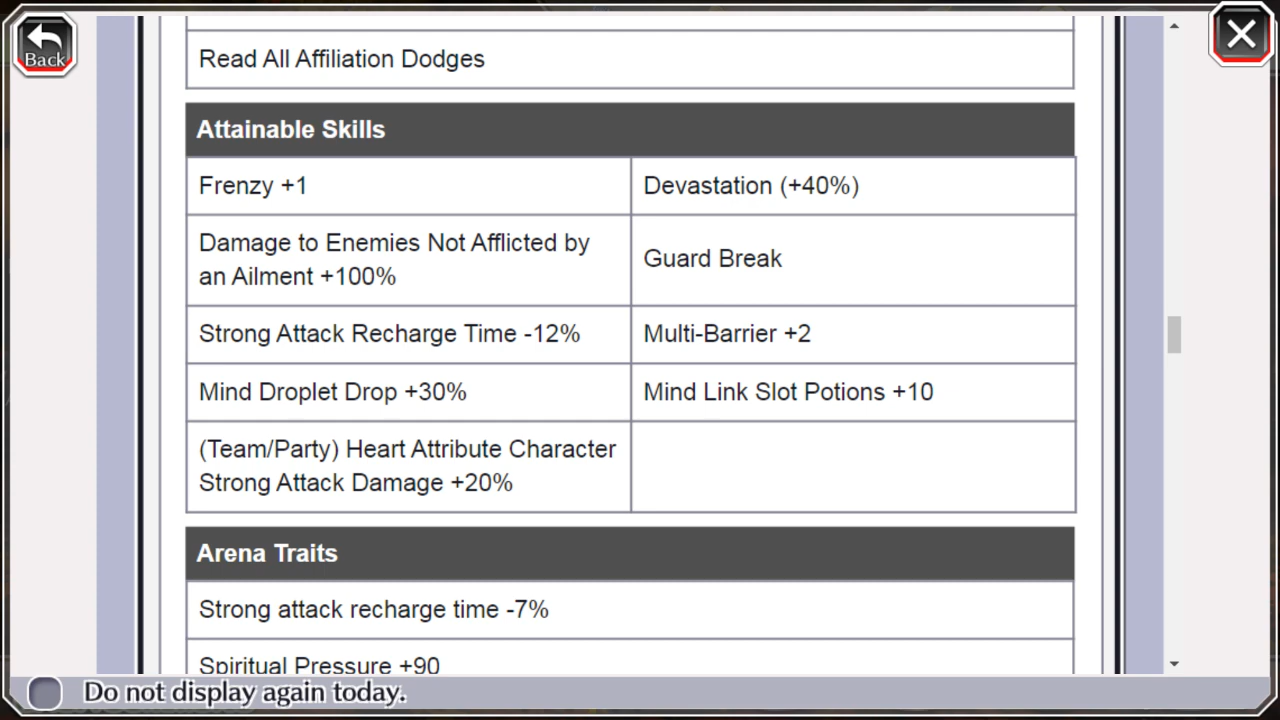 Back
Read All Affiliation Dodges
Attainable Skills
Frenzy +1
Devastation (+40%)
Damage to Enemies Not Afflicted by
an Ailment +100%
Guard Break
Strong Attack Recharge Time -12%
Multi-Barrier +2
Mind Droplet Drop +30%
Mind Link Slot Potions +10
(Team/Party) Heart Attribute Character
Strong Attack Damage +20%
Arena Traits
Strong attack recharge time -7%
Spiritual Pressure +90
Do not display again today.